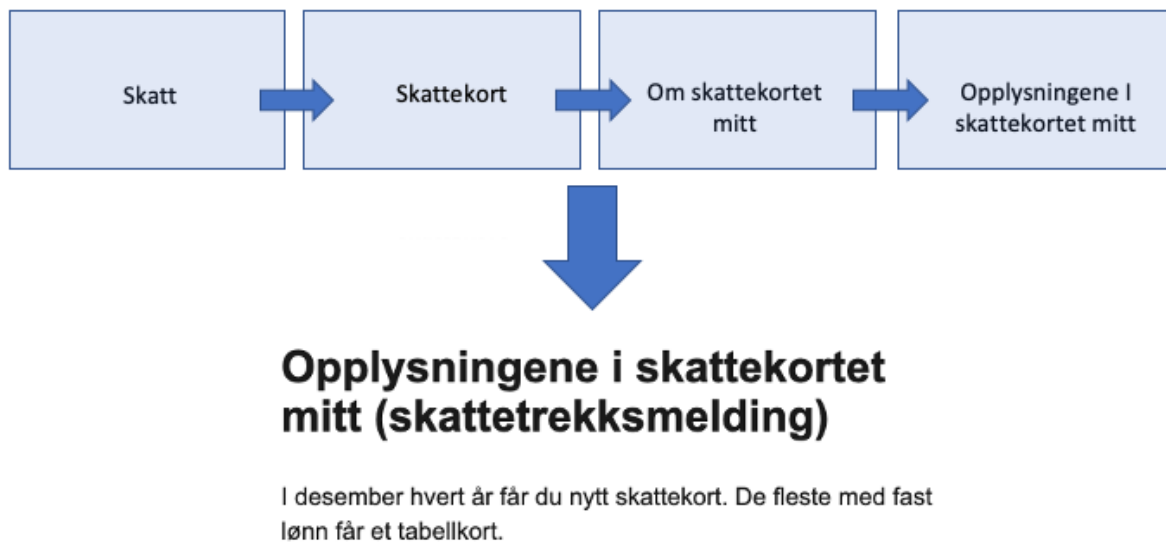 Skatt
Skattekort
Om skattekortet
mitt
Opplysningene I
skattekortet mitt
Opplysningene i skattekortet
mitt (skattetrekksmelding)
I desember hvert år får du nytt skattekort. De fleste med fast
lønn får et tabellkort.